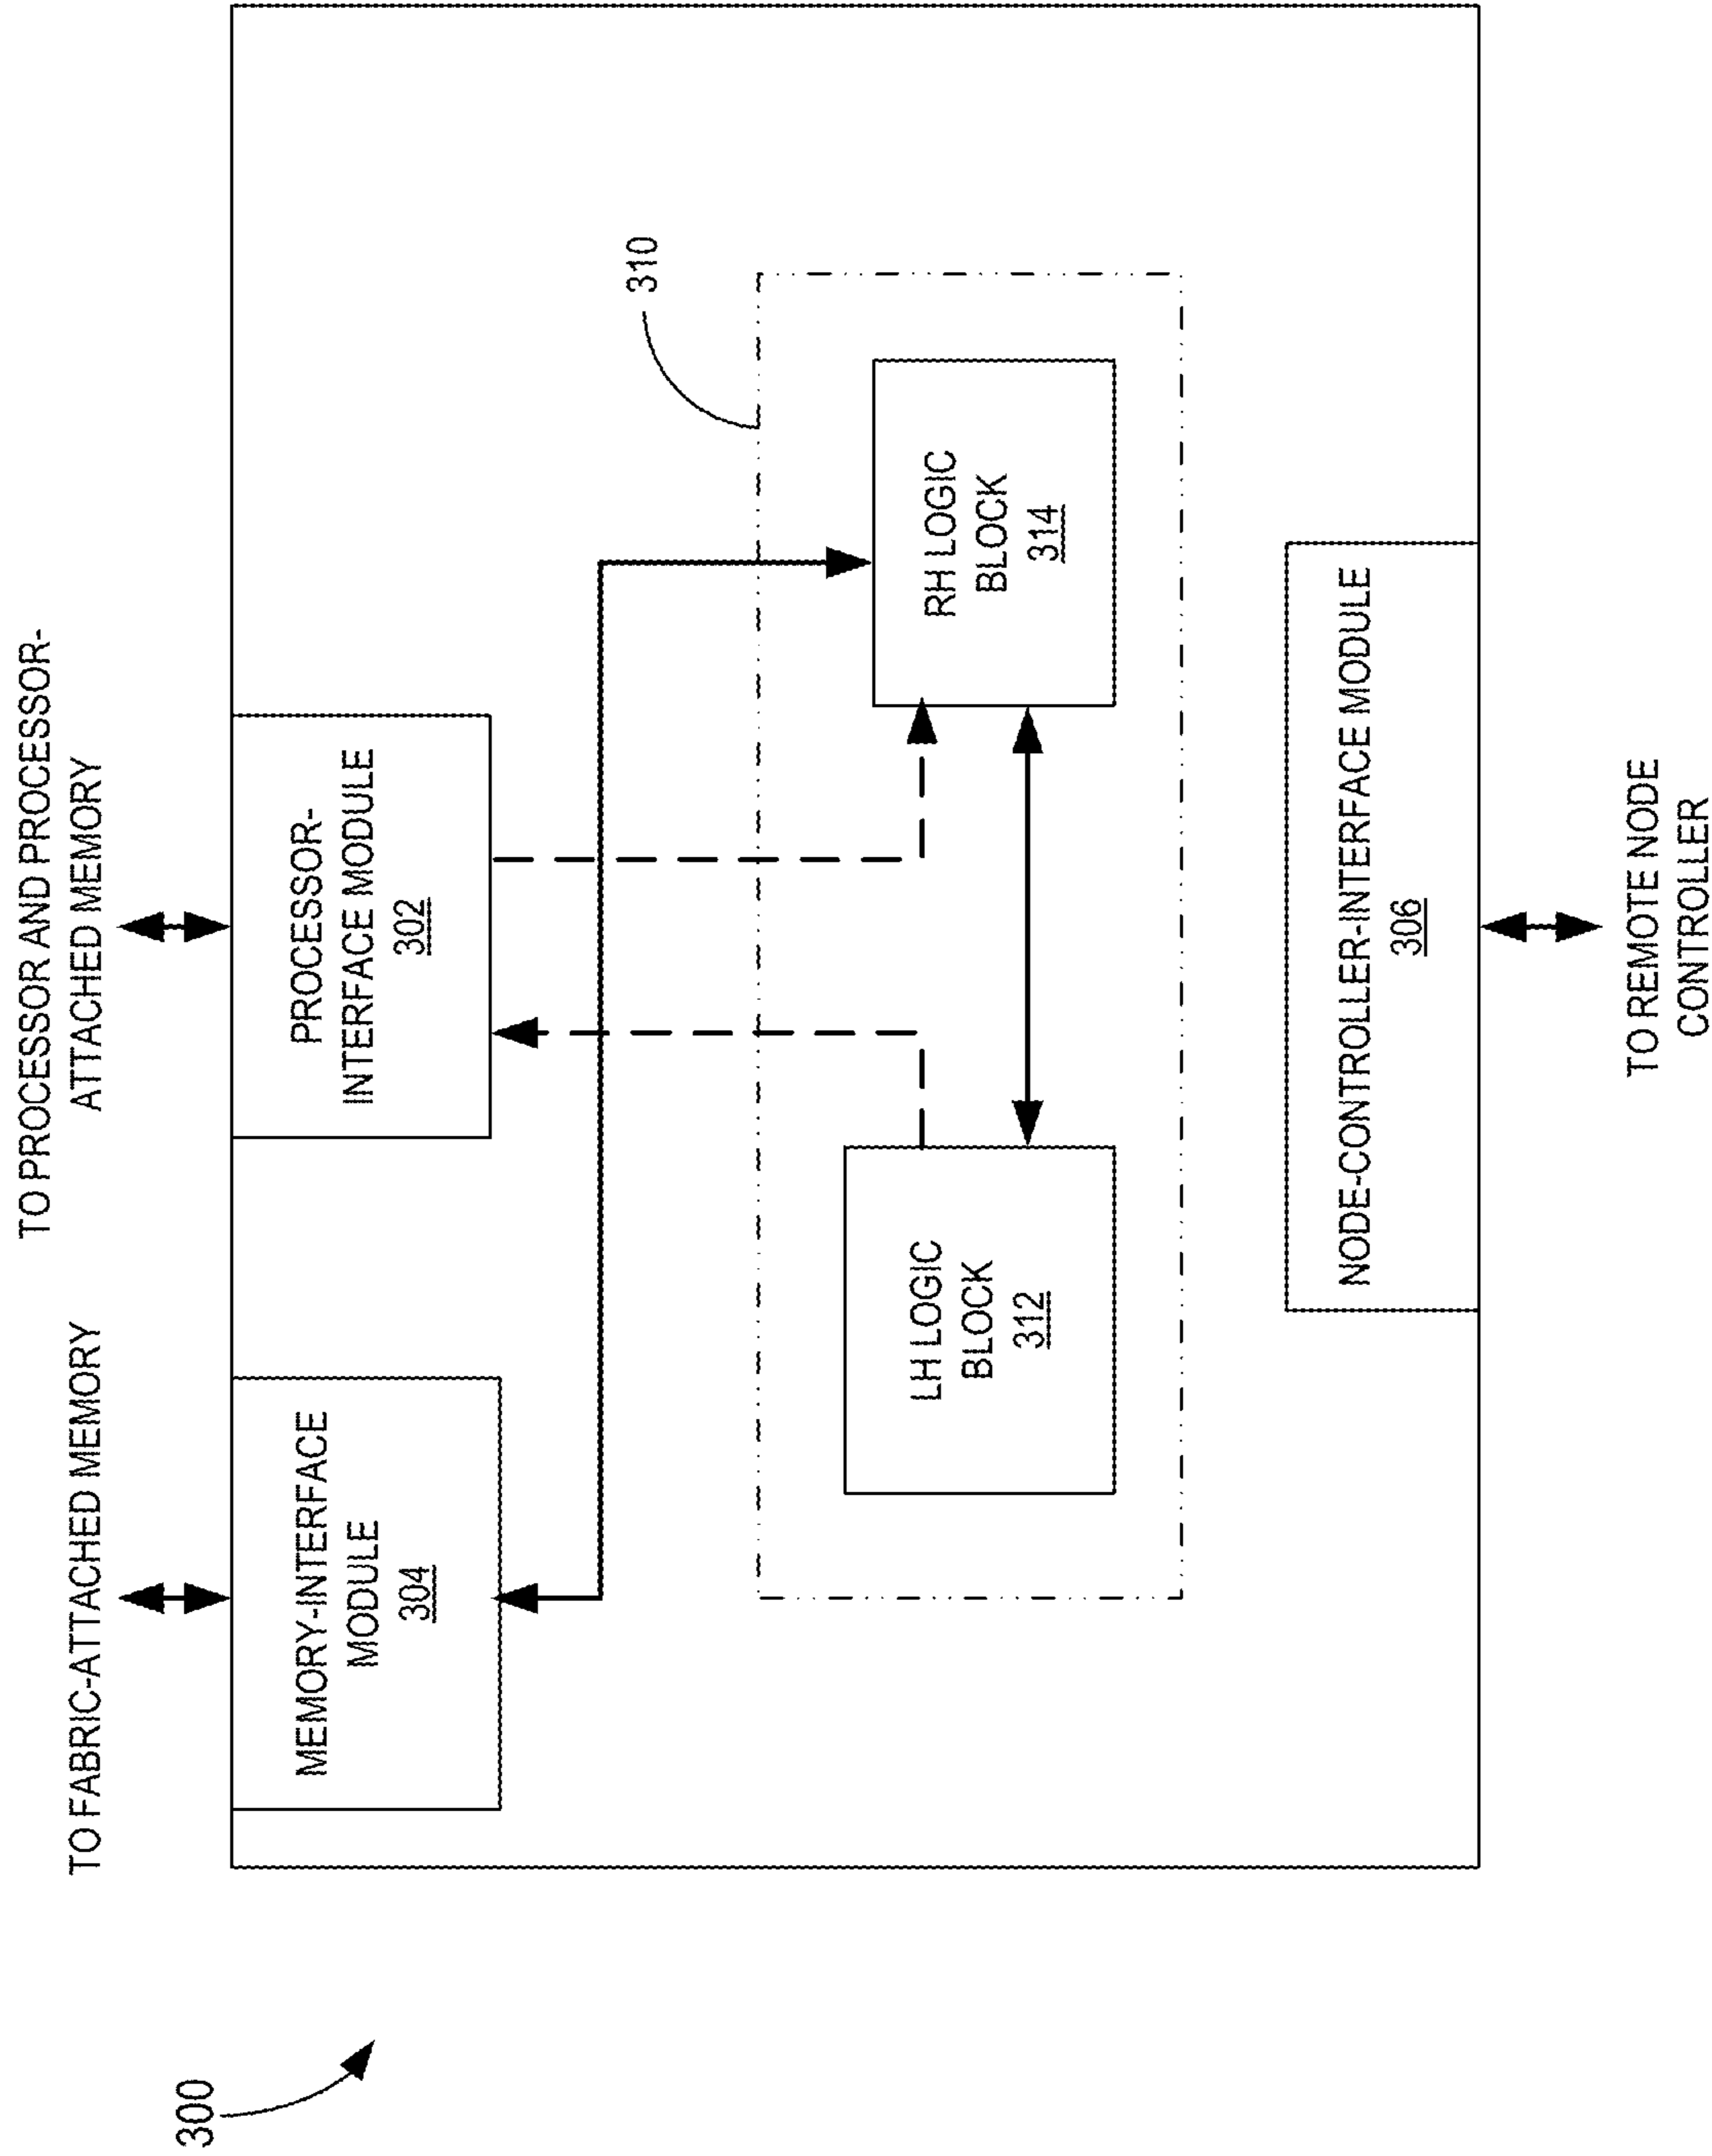 300
TO FABRIC-ATTACHED MEMORY
TO PROCESSOR AND PROCESSOR-
ATTACHED MEMORY
MEMORY-INTERFACE
MODULE
304
PROCESSOR-
INTERFACE MODULE
302
310
LH LOGIC
BLOCK
312
RH LOGIC
BLOCK
314
NODE-CONTROLLER-INTERFACE MODULE
306
TO REMOTE NODE
CONTROLLER